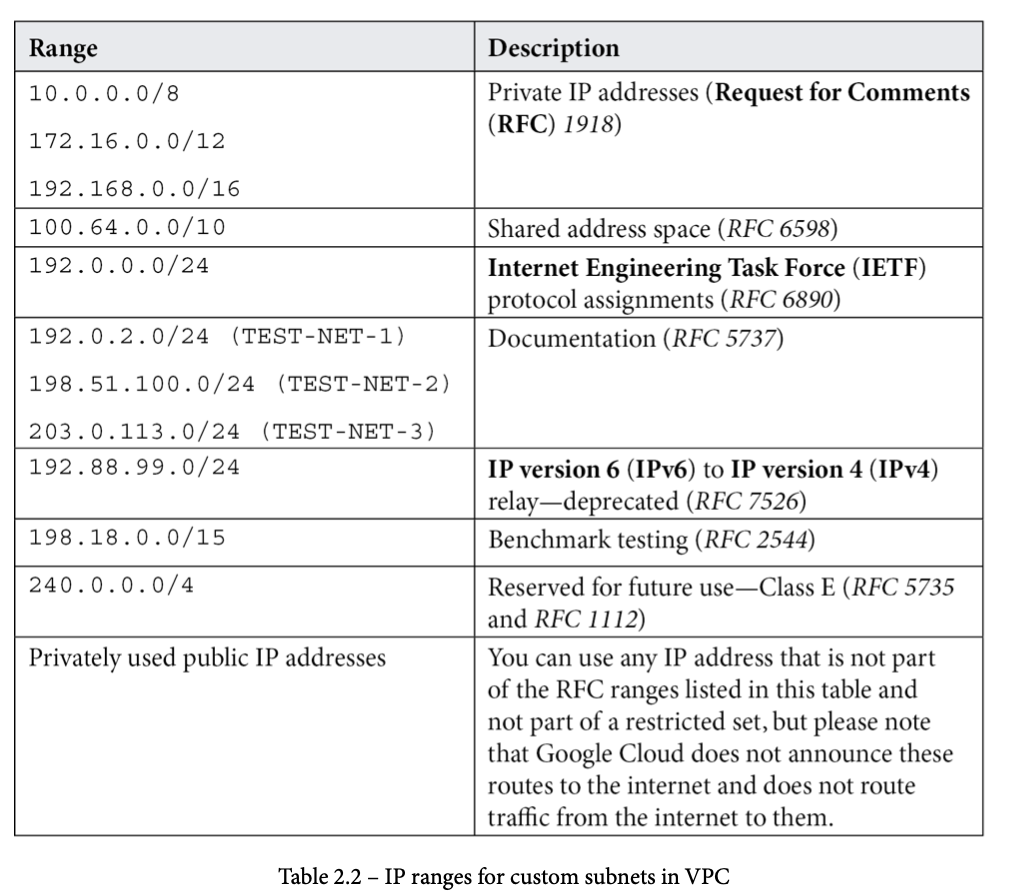 Range
Description
10.0.0.0/8
172.16.0.0/12
192.168.0.0/16
Private IP addresses (Request for Comments
(RFC) 1918)
100.64.0.0/10
Shared address space (RFC 6598)
192.0.0.0/24
Internet Engineering Task Force (IETF)
protocol assignments (RFC 6890)
192.0.2.0/24 (TEST-NET-1)
198.51.100.0/24 (TEST-NET-2)
203.0.113.0/24 (TEST-NET-3)
Documentation (RFC 5737)
192.88.99.0/24
IP version 6 (IPv6) to IP version 4 (IPv4)
relay—deprecated (RFC 7526)
198.18.0.0/15
Benchmark testing (RFC 2544)
240.0.0.0/4
Reserved for future use—Class E (RFC 5735
and RFC 1112)
Privately used public IP addresses
You can use any IP address that is not part
of the RFC ranges listed in this table and
not part of a restricted set, but please note
that Google Cloud does not announce these
routes to the internet and does not route
traffic from the internet to them.
Table 2.2 – IP ranges for custom subnets in VPC